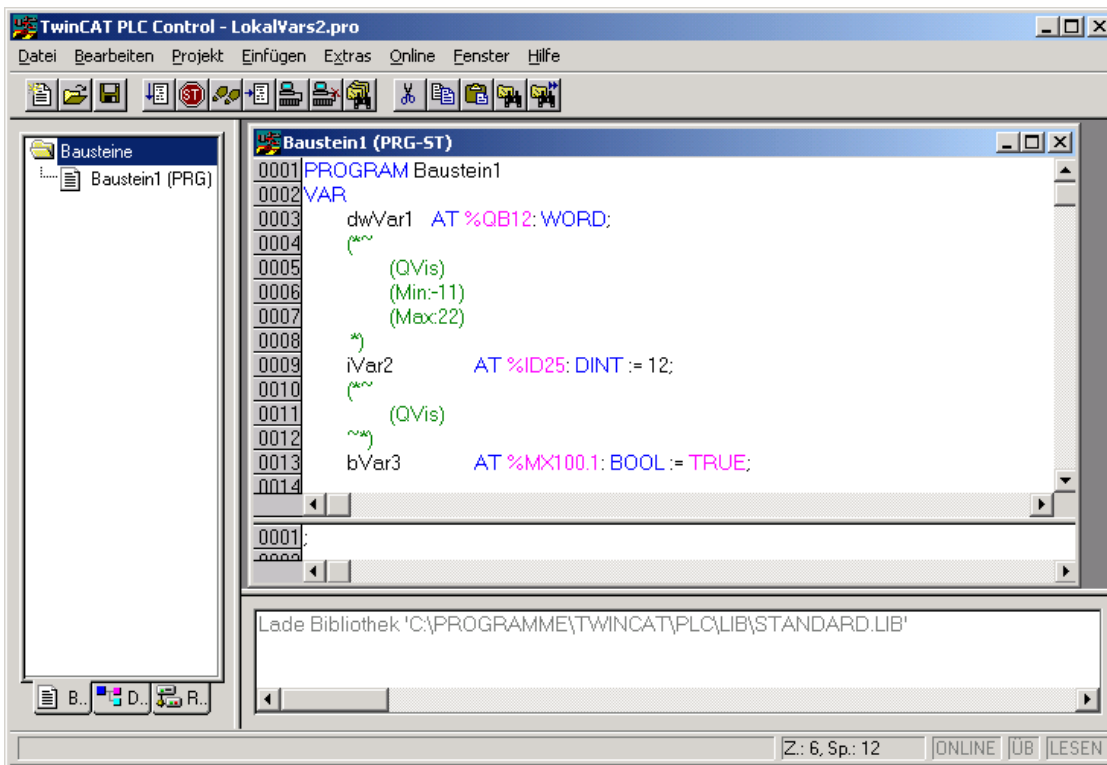 TwinCAT PLC Control - LokalVars2.pro
Datei Bearbeiten Projekt Einfügen Extras Online Fenster Hilfe
ST
Bausteine
Baustein1 (PRG)
Baustein1 (PRG-ST)
0001 PROGRAM Baustein1
0002 VAR
0003 dwVar1 AT %QB12: WORD;
0004 (*~
0005 (QVis)
0006 (Min:-11)
0007 (Max:22)
0008 *)
0009 iVar2 AT %ID25: DINT := 12;
0010 (*~
0011 (QVis)
0012 ~*)
0013 bVar3 AT %MX100.1: BOOL := TRUE;
0014
0001 ;
Lade Bibliothek 'C:\PROGRAMME\TWINCAT\PLC\LIB\STANDARD.LIB'
B.. D.. R..
Z.: 6, Sp.: 12 ONLINE ÜB LESEN